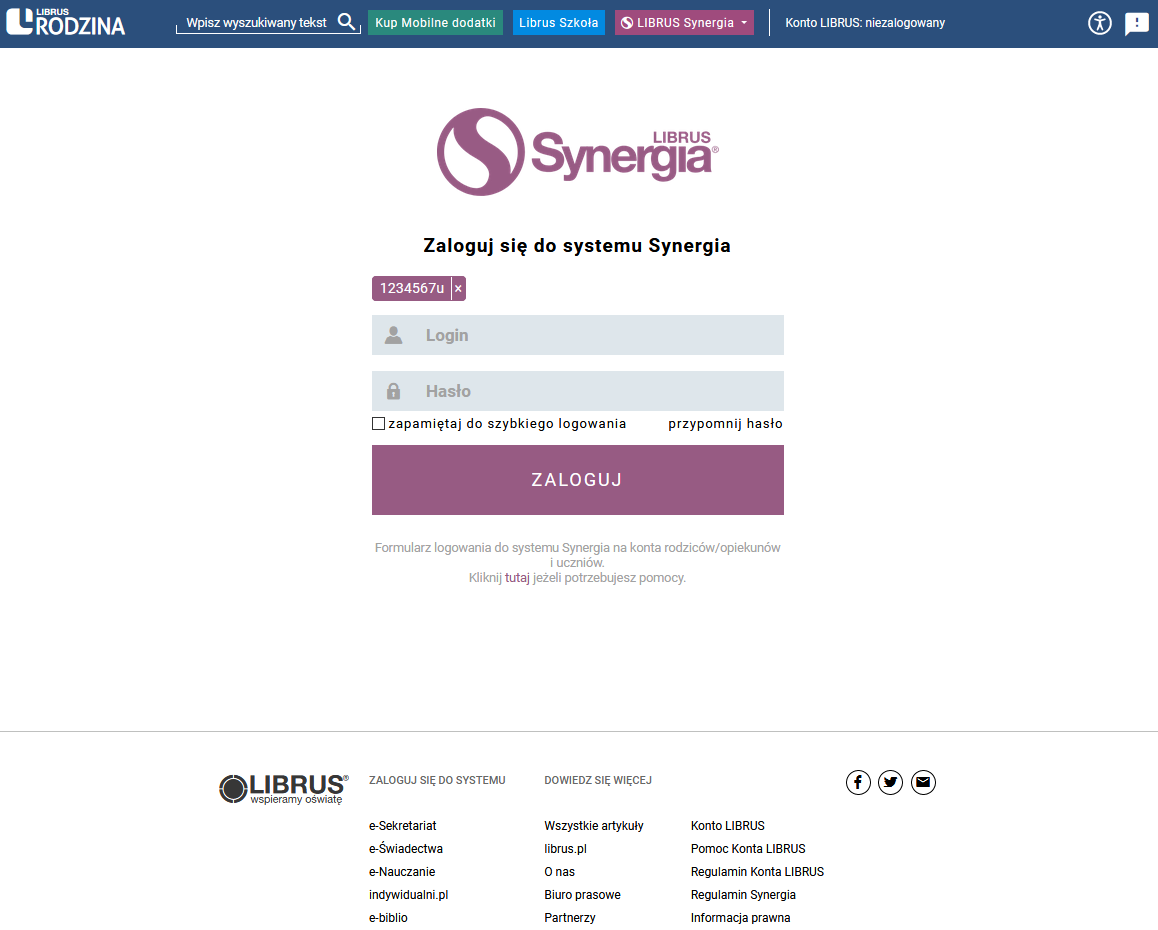 LIBRUS
RODZINA
Wpisz wyszukiwany tekst
Kup Mobilne dodatki
Librus Szkoła
LIBRUS Synergia
Konto LIBRUS: niezalogowany
LIBRUS
Synergia®
Zaloguj się do systemu Synergia
1234567u ×
Login
Hasło
zapamiętaj do szybkiego logowania
przypomnij hasło
ZALOGUJ
Formularz logowania do systemu Synergia na konta rodziców/opiekunów
i uczniów.
Kliknij tutaj jeżeli potrzebujesz pomocy.
LIBRUS®
wspieramy oświatę
ZALOGUJ SIĘ DO SYSTEMU
e-Sekretariat
e-Świadectwa
e-Nauczanie
indywidualni.pl
e-biblio
DOWIEDZ SIĘ WIĘCEJ
Wszystkie artykuły
librus.pl
O nas
Biuro prasowe
Partnerzy
Konto LIBRUS
Pomoc Konta LIBRUS
Regulamin Konta LIBRUS
Regulamin Synergia
Informacja prawna